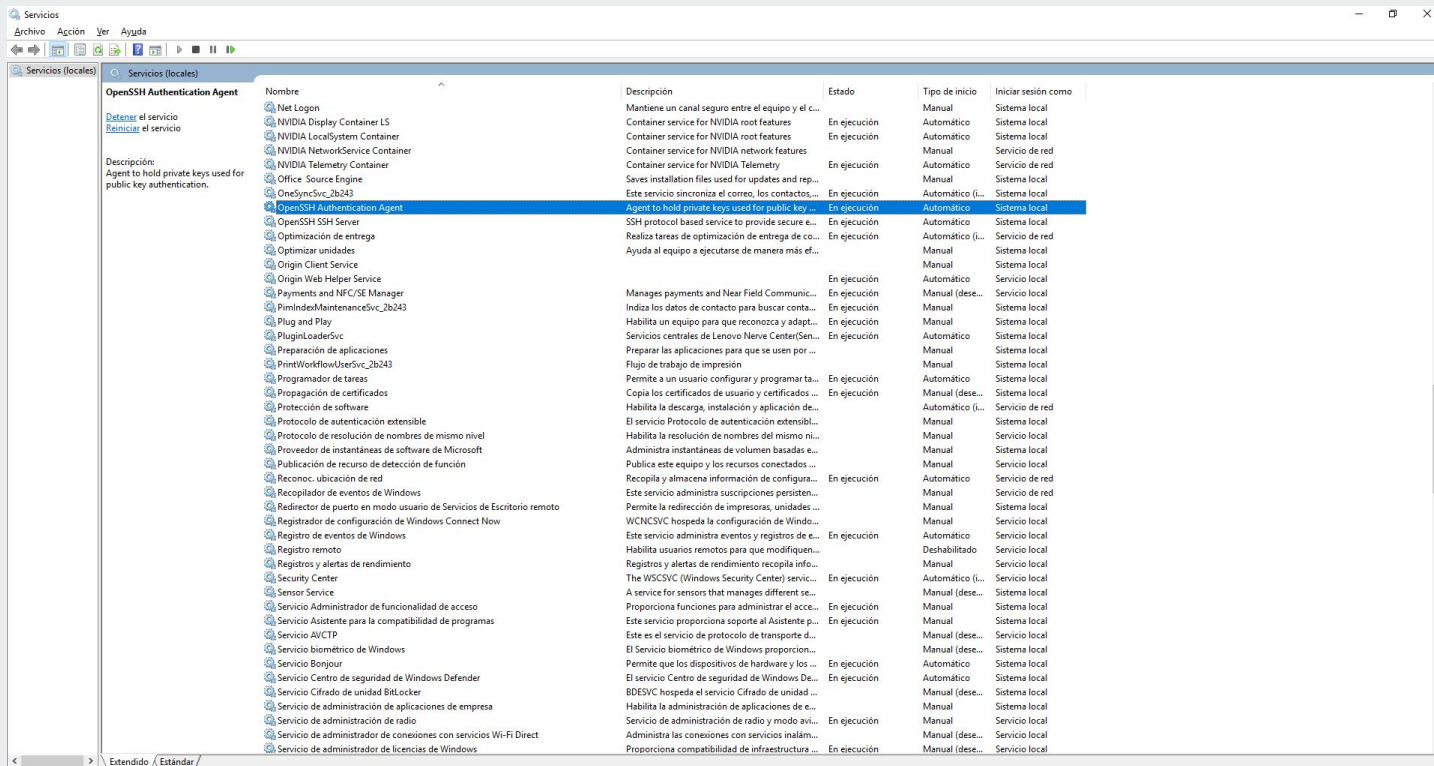 Servicios
Archivo Acción Ver Ayuda
Servicios (locales)
Servicios (locales)
OpenSSH Authentication Agent
Detener el servicio
Reiniciar el servicio
Descripción:
Agent to hold private keys used for
public key authentication.
Nombre Descripción Estado Tipo de inicio Iniciar sesión como
Net Logon Mantiene un canal seguro entre el equipo y el c... Manual Sistema local
NVIDIA Display Container LS Container service for NVIDIA root features En ejecución Automático Sistema local
NVIDIA LocalSystem Container Container service for NVIDIA root features En ejecución Automático Sistema local
NVIDIA NetworkService Container Container service for NVIDIA network features Manual Servicio de red
NVIDIA Telemetry Container Container service for NVIDIA Telemetry En ejecución Automático Servicio de red
Office Source Engine Saves installation files used for updates and rep... Manual Sistema local
OneSyncSvc_2b243 Este servicio sincroniza el correo, los contactos,... En ejecución Automático (i... Sistema local
OpenSSH Authentication Agent Agent to hold private keys used for public key ... En ejecución Automático Sistema local
OpenSSH SSH Server SSH protocol based service to provide secure e... En ejecución Automático Sistema local
Optimización de entrega Realiza tareas de optimización de entrega de co... En ejecución Automático (i... Servicio de red
Optimizar unidades Ayuda al equipo a ejecutarse de manera más ef... Manual Sistema local
Origin Client Service Manual Sistema local
Origin Web Helper Service En ejecución Automático Servicio local
Payments and NFC/SE Manager Manages payments and Near Field Communic... En ejecución Manual (dese... Servicio local
PimIndexMaintenanceSvc_2b243 Indiza los datos de contacto para buscar conta... En ejecución Manual Sistema local
Plug and Play Habilita un equipo para que reconozca y adapt... En ejecución Manual Sistema local
PluginLoaderSvc Servicios centrales de Lenovo Nerve Center(Sen... En ejecución Automático Sistema local
Preparación de aplicaciones Preparar las aplicaciones para que se usen por ... Manual Sistema local
PrintWorkflowUserSvc_2b243 Flujo de trabajo de impresión Manual Sistema local
Programador de tareas Permite a un usuario configurar y programar ta... En ejecución Automático Sistema local
Propagación de certificados Copia los certificados de usuario y certificados ... En ejecución Manual (dese... Sistema local
Protección de software Habilita la descarga, instalación y aplicación de... Automático (i... Servicio de red
Protocolo de autenticación extensible El servicio Protocolo de autenticación extensibl... Manual Sistema local
Protocolo de resolución de nombres de mismo nivel Habilita la resolución de nombres del mismo ni... Manual Servicio local
Proveedor de instantáneas de software de Microsoft Administra instantáneas de volumen basadas e... Manual Sistema local
Publicación de recurso de detección de función Publica este equipo y los recursos conectados ... Manual Servicio local
Reconoc. ubicación de red Recopila y almacena información de configura... En ejecución Automático Servicio de red
Recopilador de eventos de Windows Este servicio administra suscripciones persisten... Manual Servicio de red
Redirector de puerto en modo usuario de Servicios de Escritorio remoto Permite la redirección de impresoras, unidades ... Manual Sistema local
Registrador de configuración de Windows Connect Now WCNCSVC hospeda la configuración de Windo... Manual Servicio local
Registro de eventos de Windows Este servicio administra eventos y registros de e... En ejecución Automático Servicio local
Registro remoto Habilita usuarios remotos para que modifiquen... Deshabilitado Servicio local
Registros y alertas de rendimiento Registros y alertas de rendimiento recopila info... Manual Servicio local
Security Center The WSCSVC (Windows Security Center) servic... En ejecución Automático (i... Servicio local
Sensor Service A service for sensors that manages different se... Manual (dese... Sistema local
Servicio Administrador de funcionalidad de acceso Proporciona funciones para administrar el acce... En ejecución Manual Sistema local
Servicio Asistente para la compatibilidad de programas Este servicio proporciona soporte al Asistente p... En ejecución Manual Sistema local
Servicio AVCTP Este es el servicio de protocolo de transporte d... Manual (dese... Servicio local
Servicio biométrico de Windows El Servicio biométrico de Windows proporcion... Manual (dese... Sistema local
Servicio Bonjour Permite que los dispositivos de hardware y los ... En ejecución Automático Sistema local
Servicio Centro de seguridad de Windows Defender El servicio Centro de seguridad de Windows De... En ejecución Automático Sistema local
Servicio Cifrado de unidad BitLocker BDESVC hospeda el servicio Cifrado de unidad ... Manual (dese... Sistema local
Servicio de administración de aplicaciones de empresa Habilita la administración de aplicaciones de e... Manual Sistema local
Servicio de administración de radio Servicio de administración de radio y modo avi... En ejecución Manual Servicio local
Servicio de administrador de conexiones con servicios Wi-Fi Direct Administra las conexiones con servicios inalám... Manual (dese... Servicio local
Servicio de administrador de licencias de Windows Proporciona compatibilidad de infraestructura ... En ejecución Manual (dese... Servicio local
Extendido Estándar